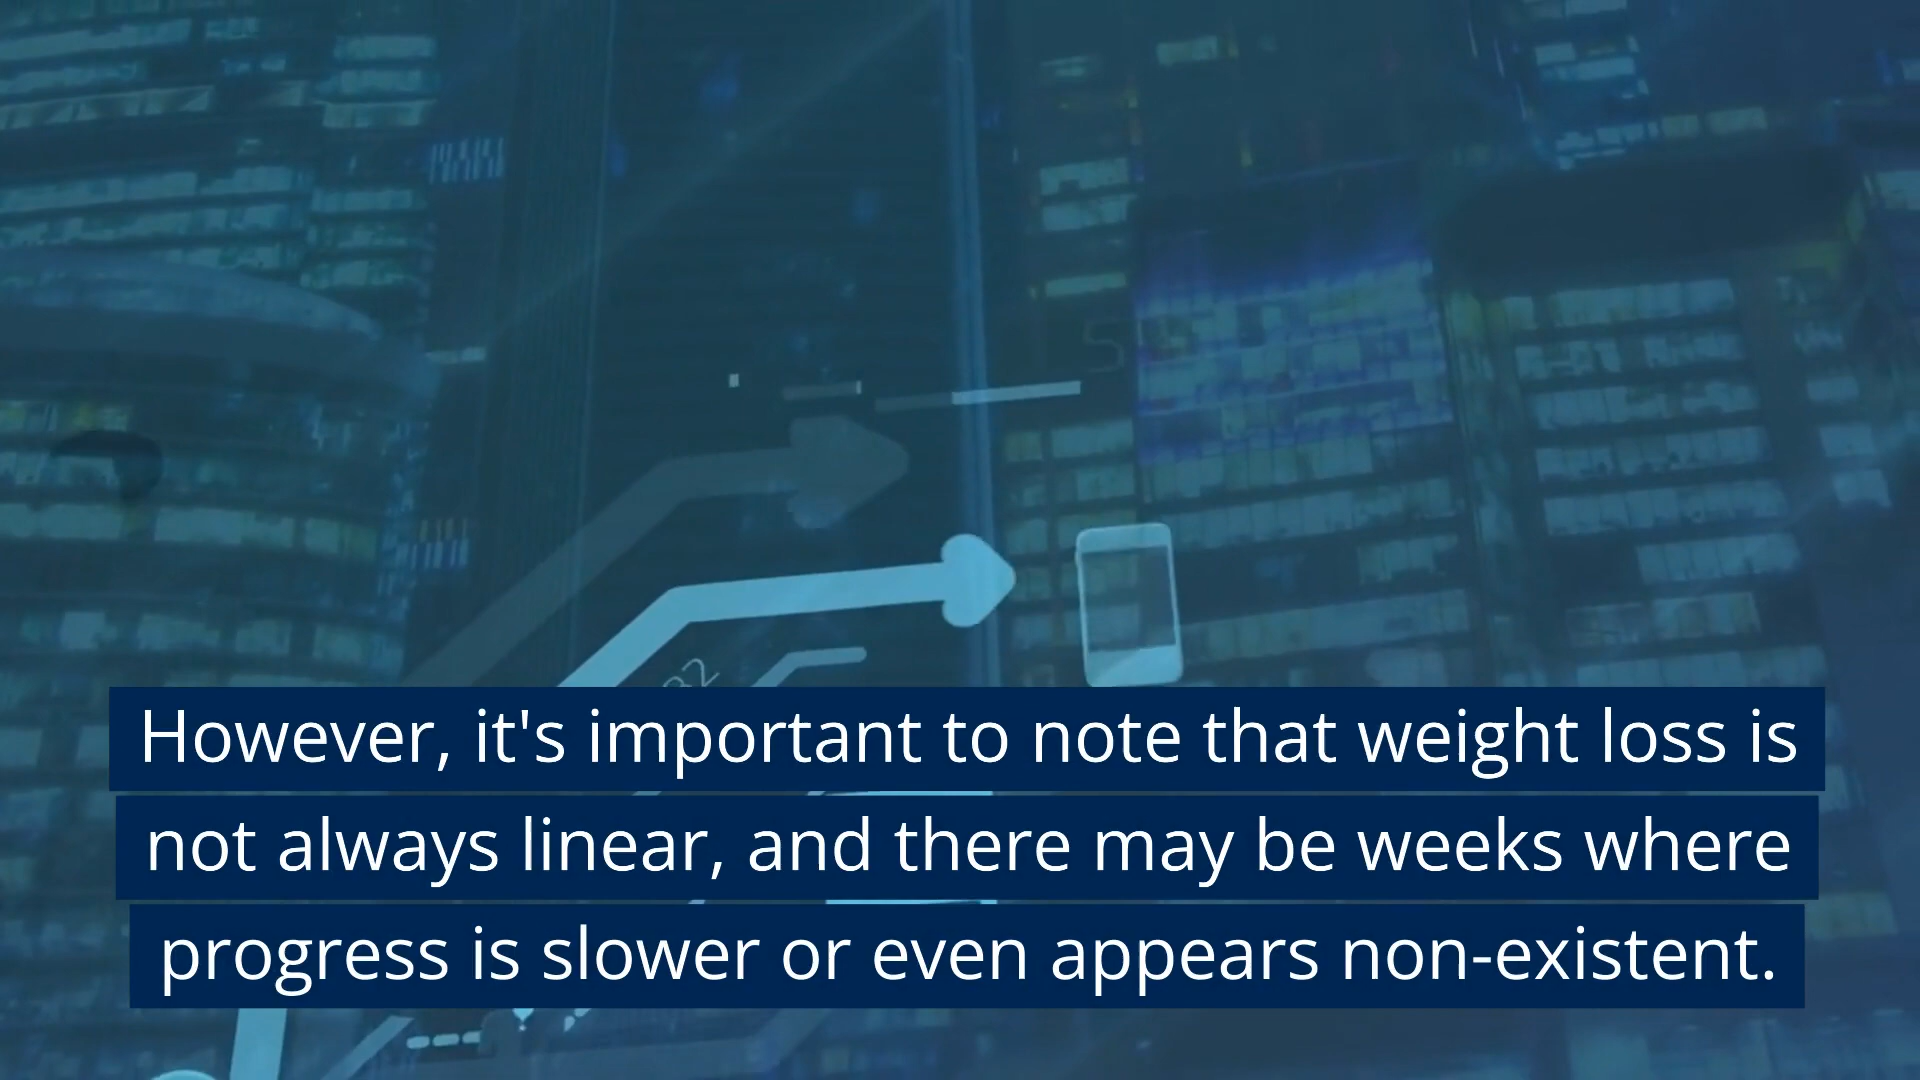 However, it's important to note that weight loss is
not always linear, and there may be weeks where
progress is slower or even appears non-existent.